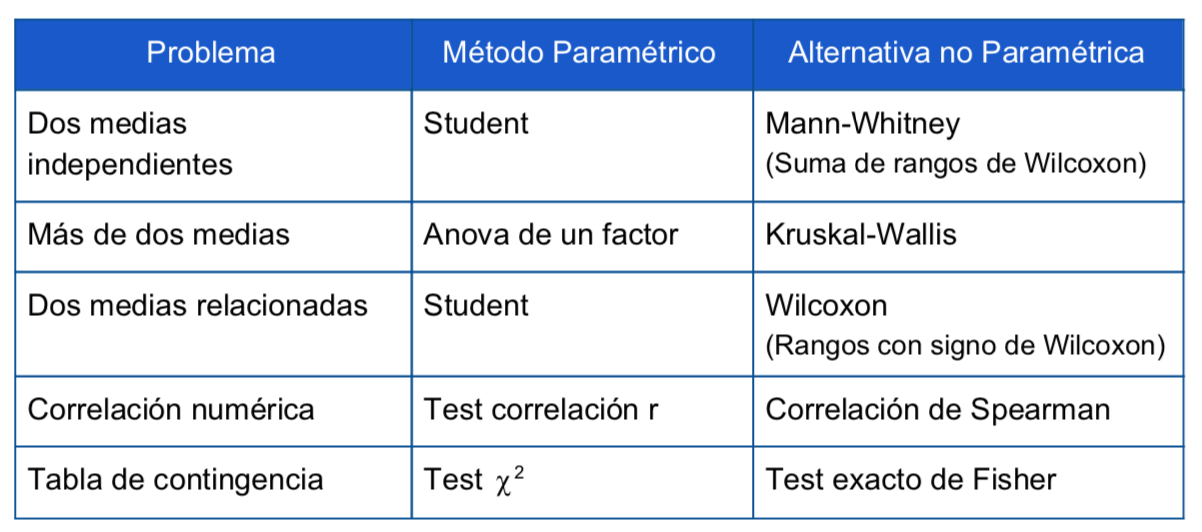 Problema
Método Paramétrico
Alternativa no Paramétrica
Dos medias
independientes
Student
Mann-Whitney
(Suma de rangos de Wilcoxon)
Más de dos medias
Anova de un factor
Kruskal-Wallis
Dos medias relacionadas
Student
Wilcoxon
(Rangos con signo de Wilcoxon)
Correlación numérica
Test correlación r
Correlación de Spearman
Tabla de contingencia
Test χ²
Test exacto de Fisher